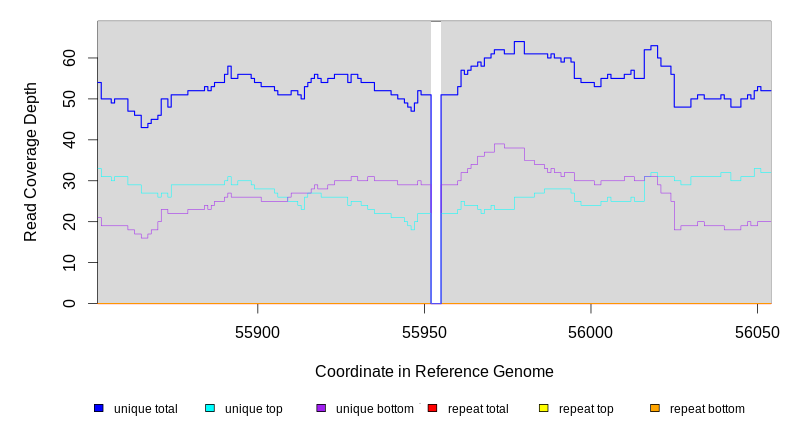 Read Coverage Depth
60
50
40
30
20
10
0
55900 55950 56000 56050
Coordinate in Reference Genome
unique total unique top unique bottom repeat total repeat top repeat bottom